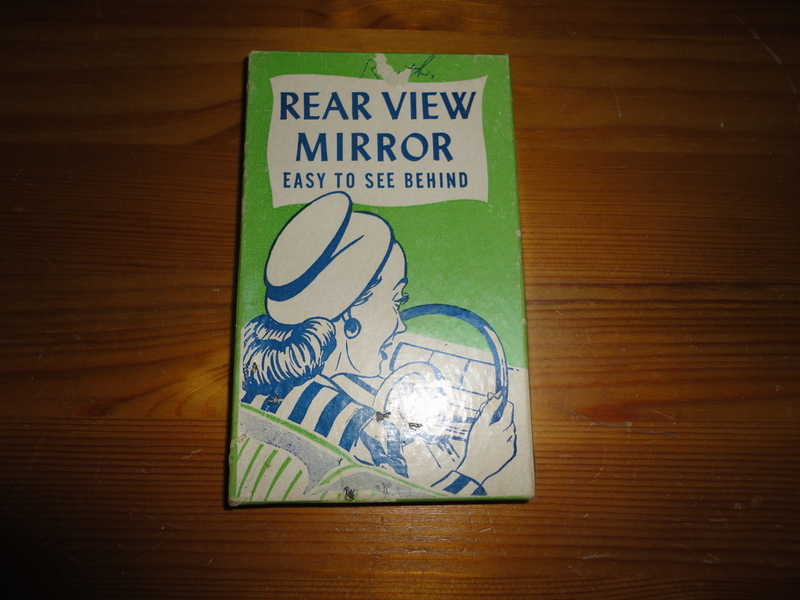 REAR VIEW
MIRROR
EASY TO SEE BEHIND